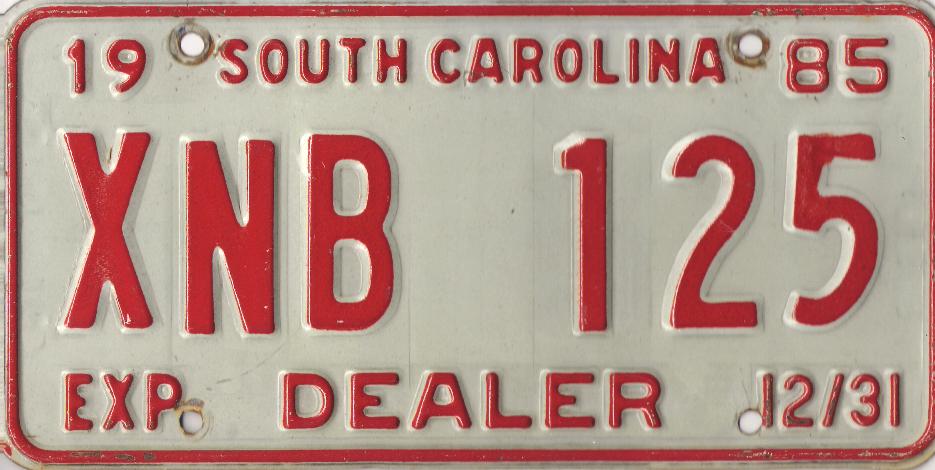 19 SOUTH CAROLINA 85
XNB 125
EXP DEALER 12/31